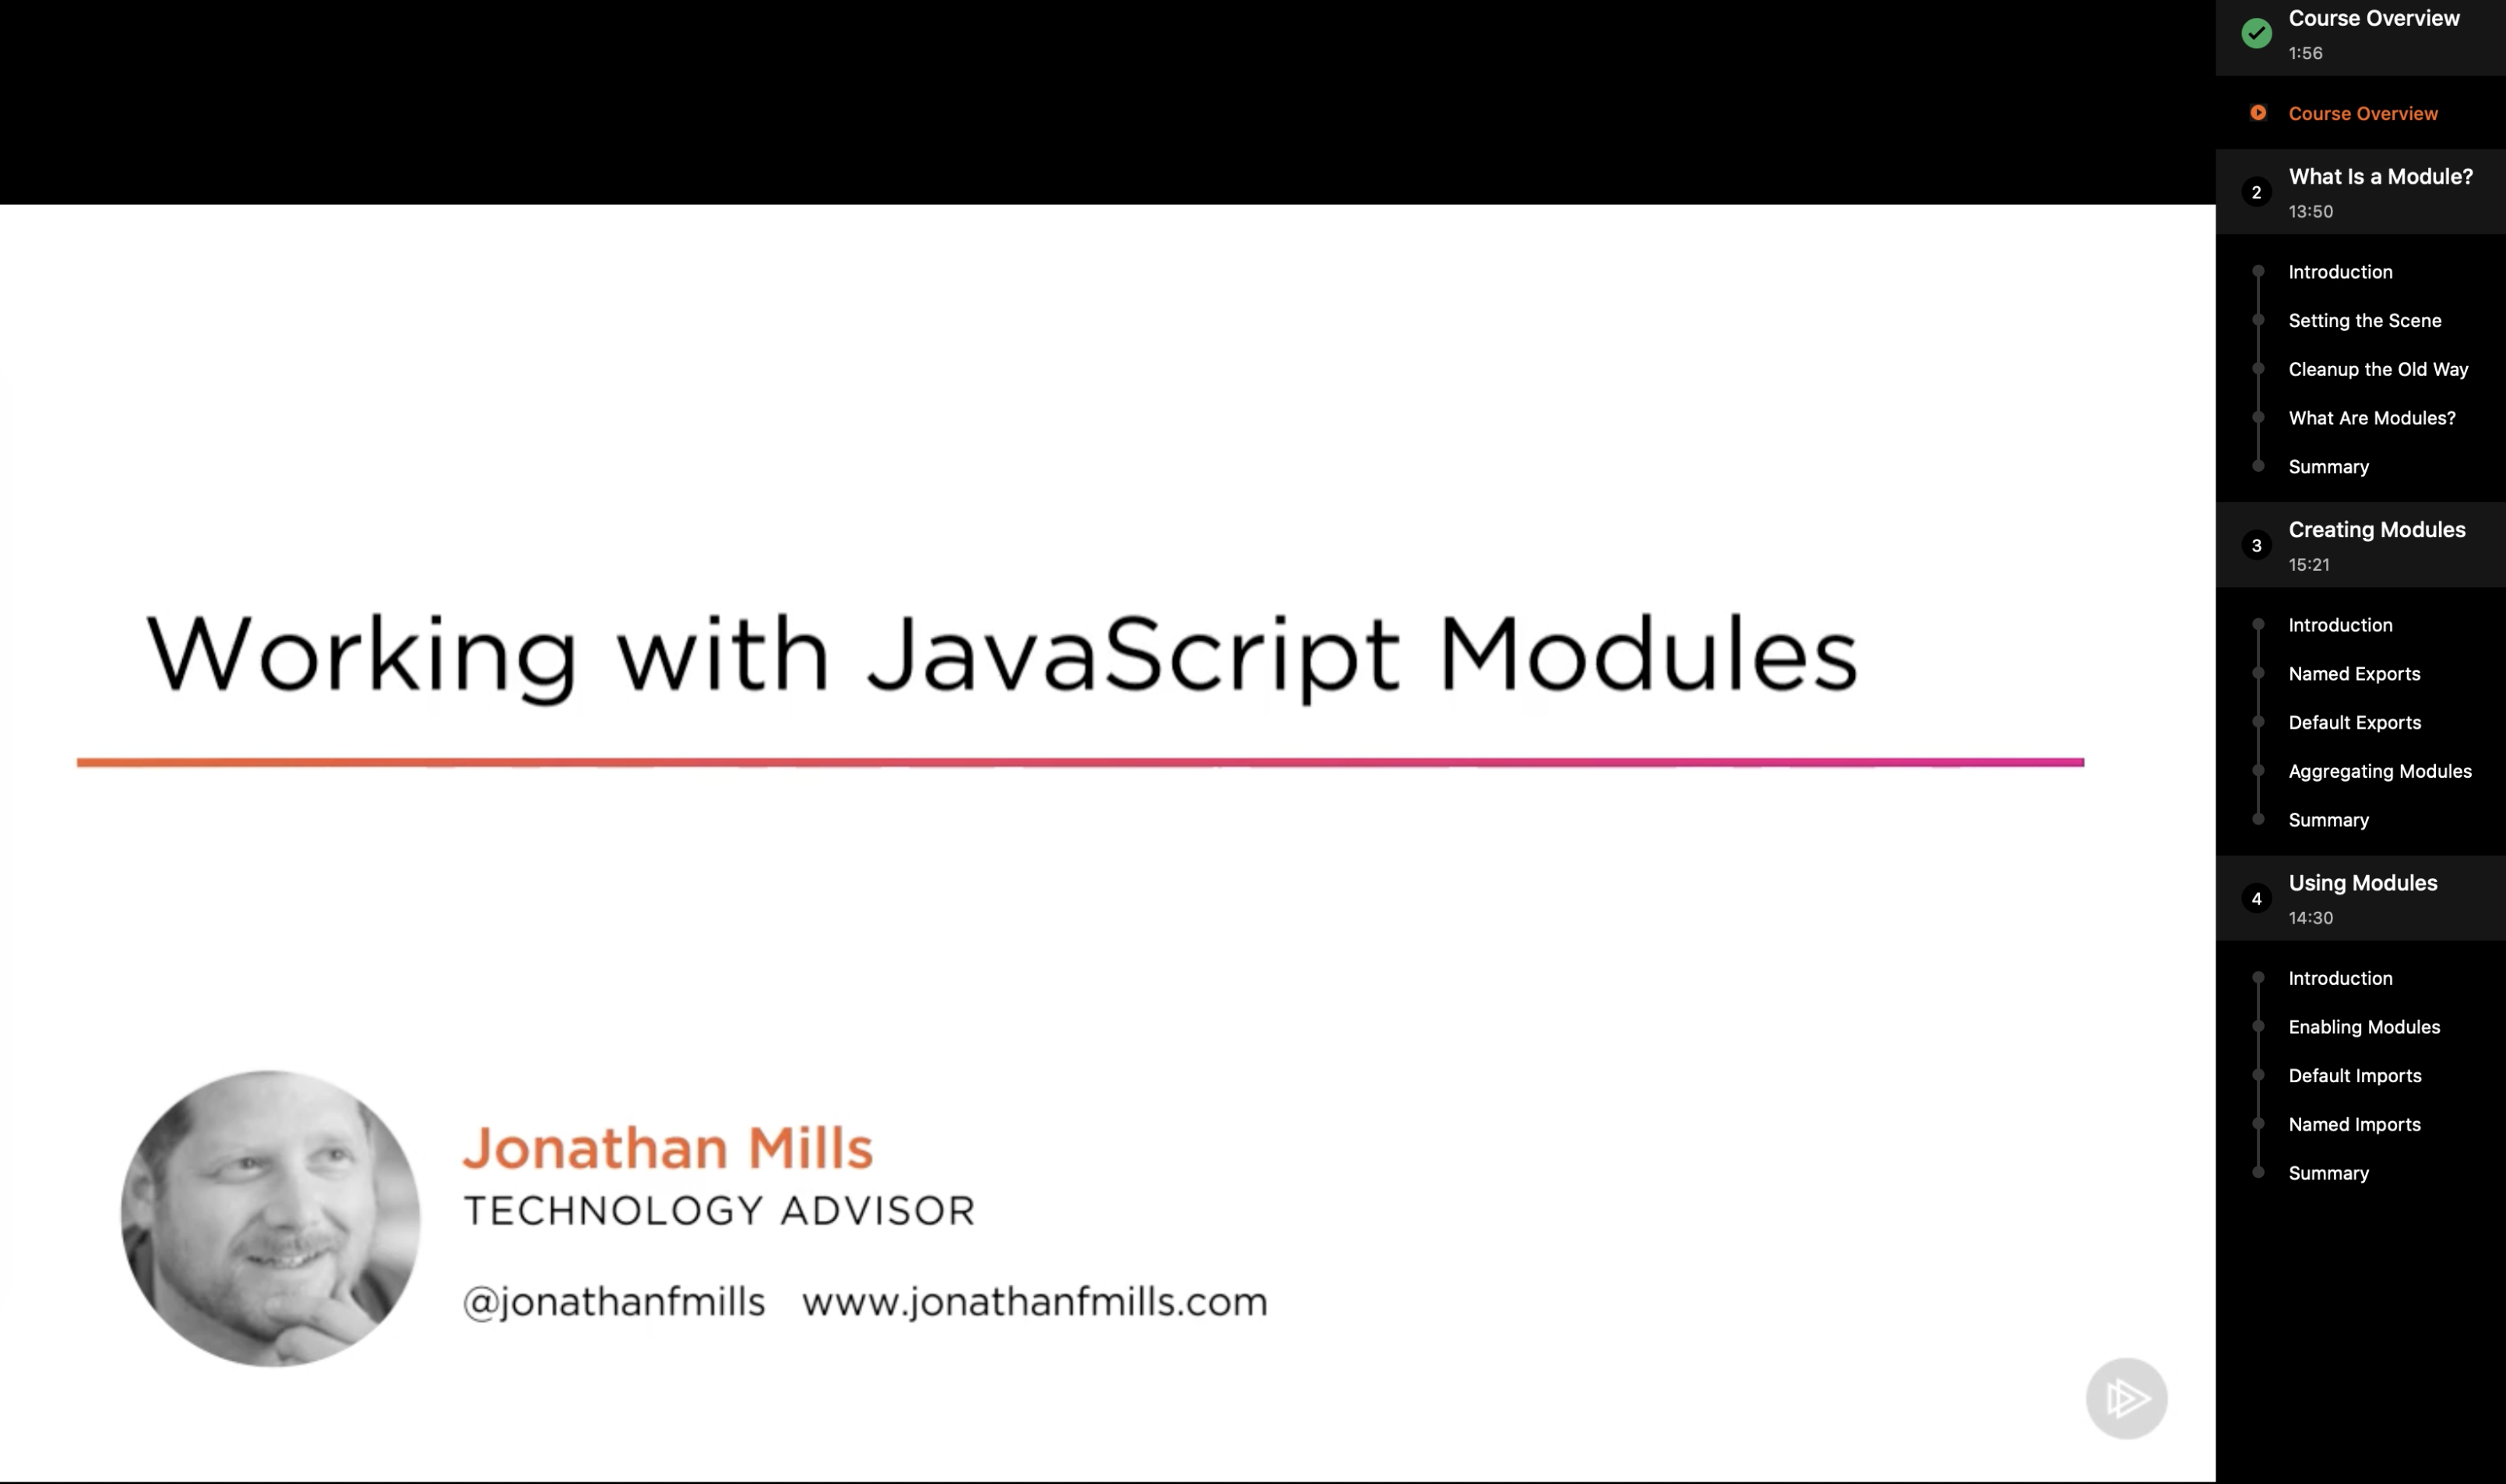 Working with JavaScript Modules
Jonathan Mills
TECHNOLOGY ADVISOR
@jonathanfmills www.jonathanfmills.com
Course Overview
1:56
Course Overview
2
What Is a Module?
13:50
Introduction
Setting the Scene
Cleanup the Old Way
What Are Modules?
Summary
3
Creating Modules
15:21
Introduction
Named Exports
Default Exports
Aggregating Modules
Summary
4
Using Modules
14:30
Introduction
Enabling Modules
Default Imports
Named Imports
Summary